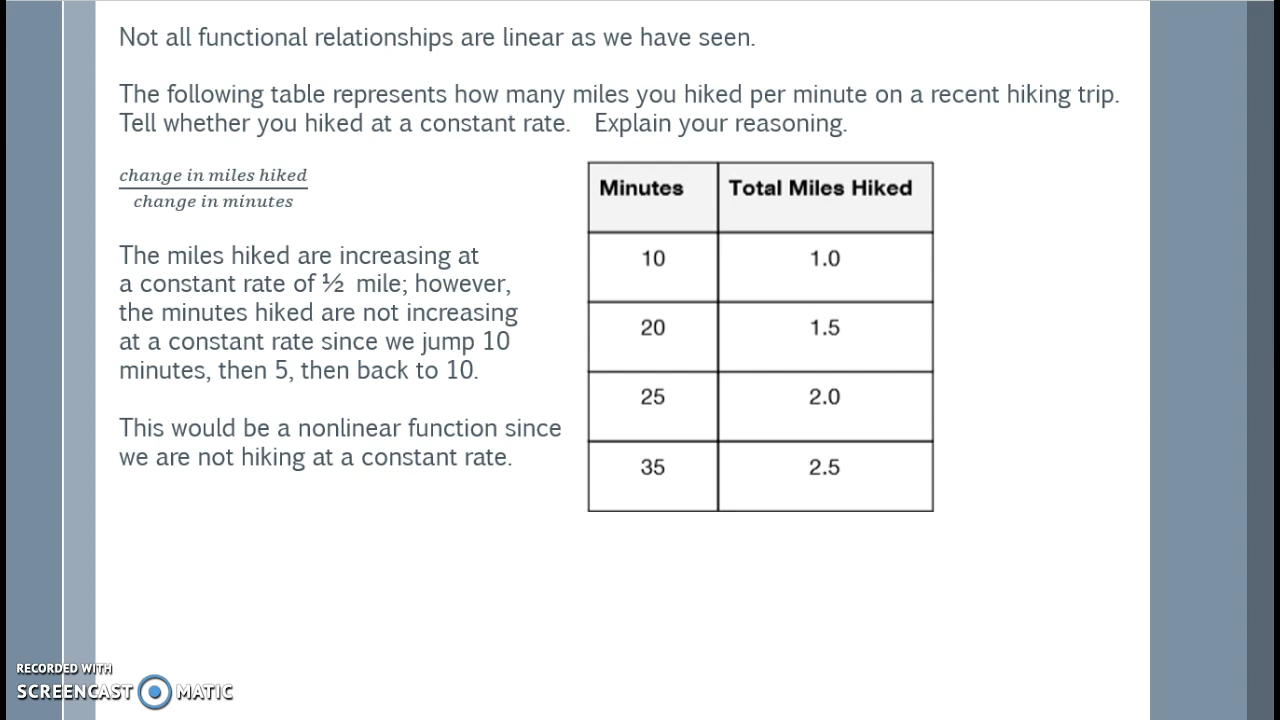 Not all functional relationships are linear as we have seen.
The following table represents how many miles you hiked per minute on a recent hiking trip.
Tell whether you hiked at a constant rate. Explain your reasoning.
change in miles hiked
change in minutes
The miles hiked are increasing at
a constant rate of ½ mile; however,
the minutes hiked are not increasing
at a constant rate since we jump 10
minutes, then 5, then back to 10.
This would be a nonlinear function since
we are not hiking at a constant rate.
Minutes Total Miles Hiked
10 1.0
20 1.5
25 2.0
35 2.5
RECORDED WITH
SCREENCAST MATIC